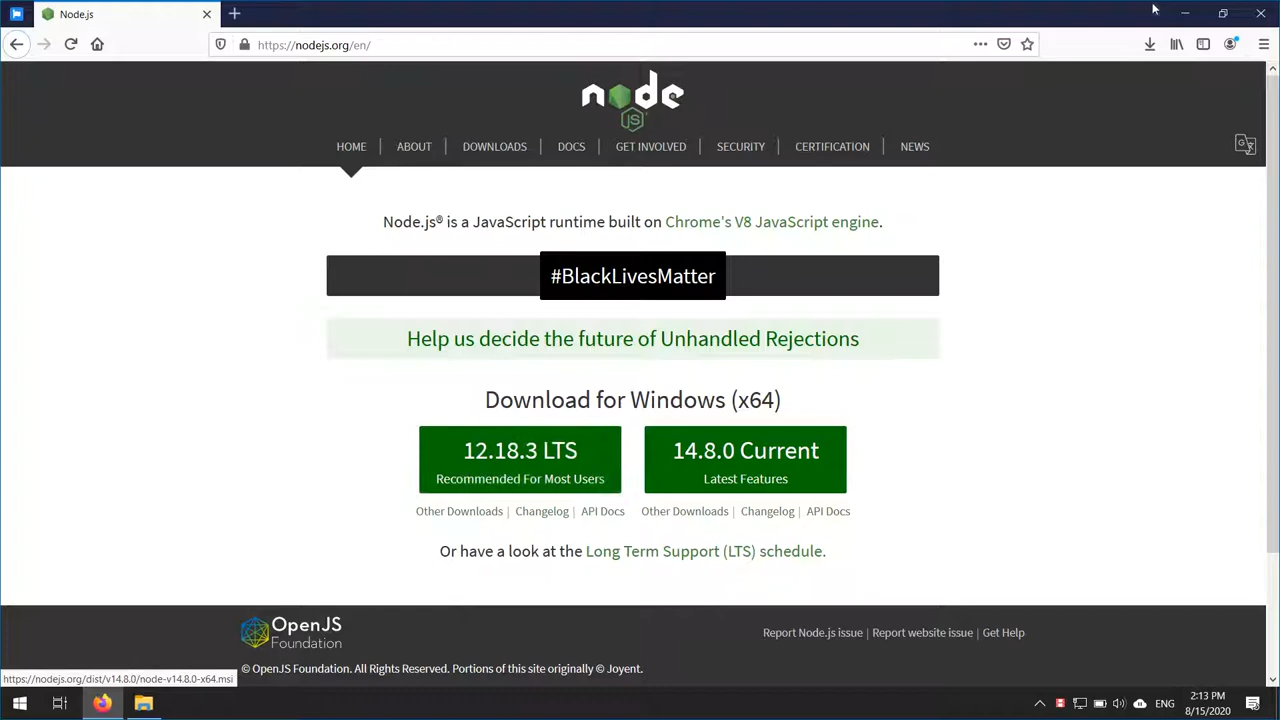 Node.js
https://nodejs.org/en/
node
JS
HOME | ABOUT | DOWNLOADS | DOCS | GET INVOLVED | SECURITY | CERTIFICATION | NEWS
Node.js® is a JavaScript runtime built on Chrome's V8 JavaScript engine.
#BlackLivesMatter
Help us decide the future of Unhandled Rejections
Download for Windows (x64)
12.18.3 LTS
Recommended For Most Users
14.8.0 Current
Latest Features
Other Downloads | Changelog | API Docs
Other Downloads | Changelog | API Docs
Or have a look at the Long Term Support (LTS) schedule.
OpenJS
Foundation
Report Node.js issue | Report website issue | Get Help
© OpenJS Foundation. All Rights Reserved. Portions of this site originally © Joyent.
https://nodejs.org/dist/v14.8.0/node-v14.8.0-x64.msi
ENG
2:13 PM
8/15/2020